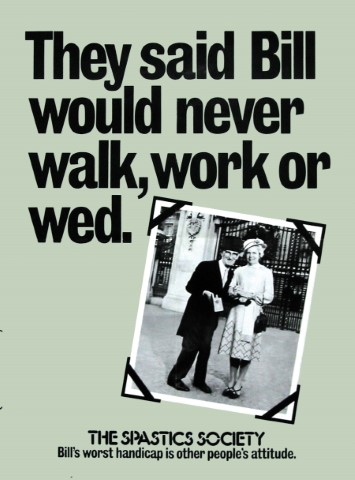 They said Bill
would never
walk, work or
wed.
THE SPASTICS SOCIETY
Bill's worst handicap is other people's attitude.